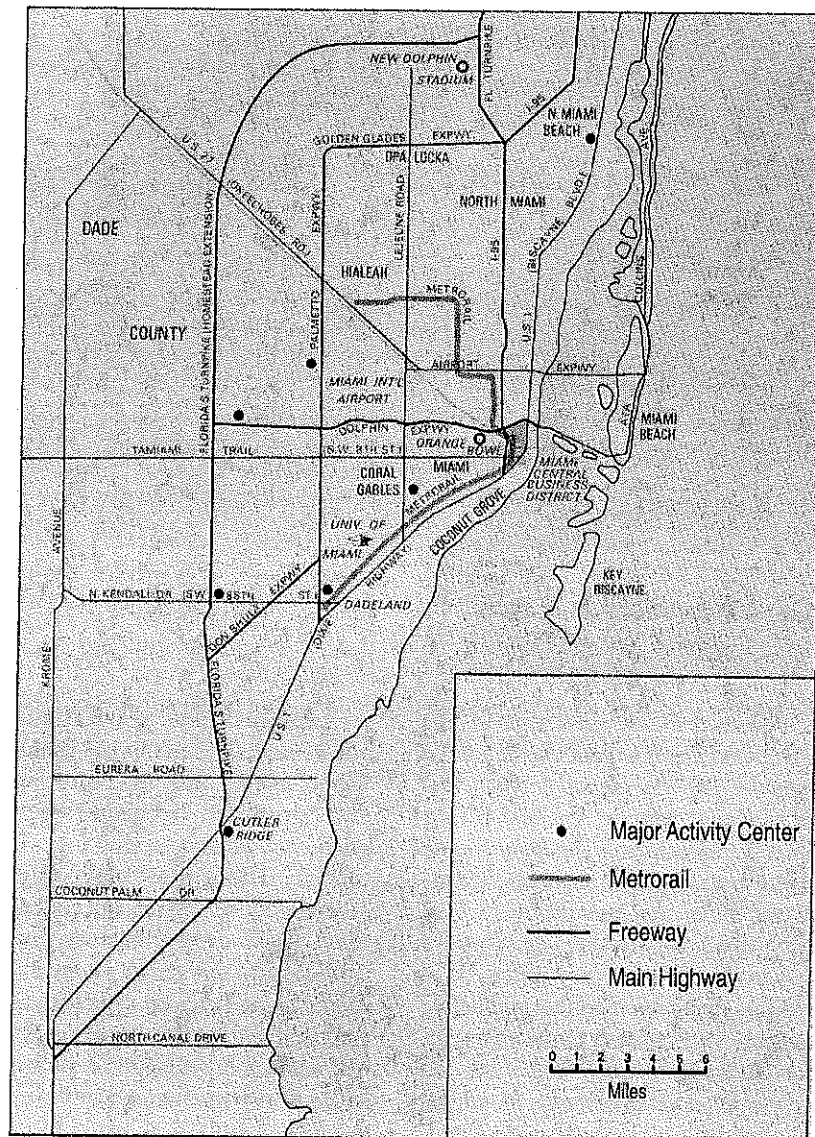 NEW DOLPHIN
STADIUM
FL TURNPIKE
I-95
N. MIAMI
BEACH
AVE
U.S. 27
(OKEECHOBEE RD.)
GOLDEN GLADES EXPWY
OPA LOCKA
DADE
COUNTY
FLORIDA'S TURNPIKE (HOMESTEAD EXTENSION)
PALMETTO EXPWY
LEJEUNE ROAD
NORTH MIAMI
I-95
U.S. 1 (BISCAYNE BLVD.)
COLLINS
HIALEAH
METRORAIL
AIRPORT EXPWY
MIAMI INT'L
AIRPORT
A1A
MIAMI
BEACH
DOLPHIN EXPWY
ORANGE
BOWL
TAMIAMI TRAIL (S.W. 8TH ST.)
CORAL
GABLES
MIAMI
METRORAIL
MIAMI
CENTRAL
BUSINESS
DISTRICT
COCONUT GROVE
UNIV. OF
MIAMI
KROME AVENUE
N. KENDALL DR. (S.W. 88TH ST.)
DON SHULA EXPWY
DADELAND
(DIXIE HIGHWAY)
U.S. 1
KEY
BISCAYNE
FLORIDA'S TURNPIKE
EUREKA ROAD
CUTLER
RIDGE
COCONUT PALM DR.
NORTH CANAL DRIVE
Major Activity Center
Metrorail
Freeway
Main Highway
0 1 2 3 4 5 6
Miles